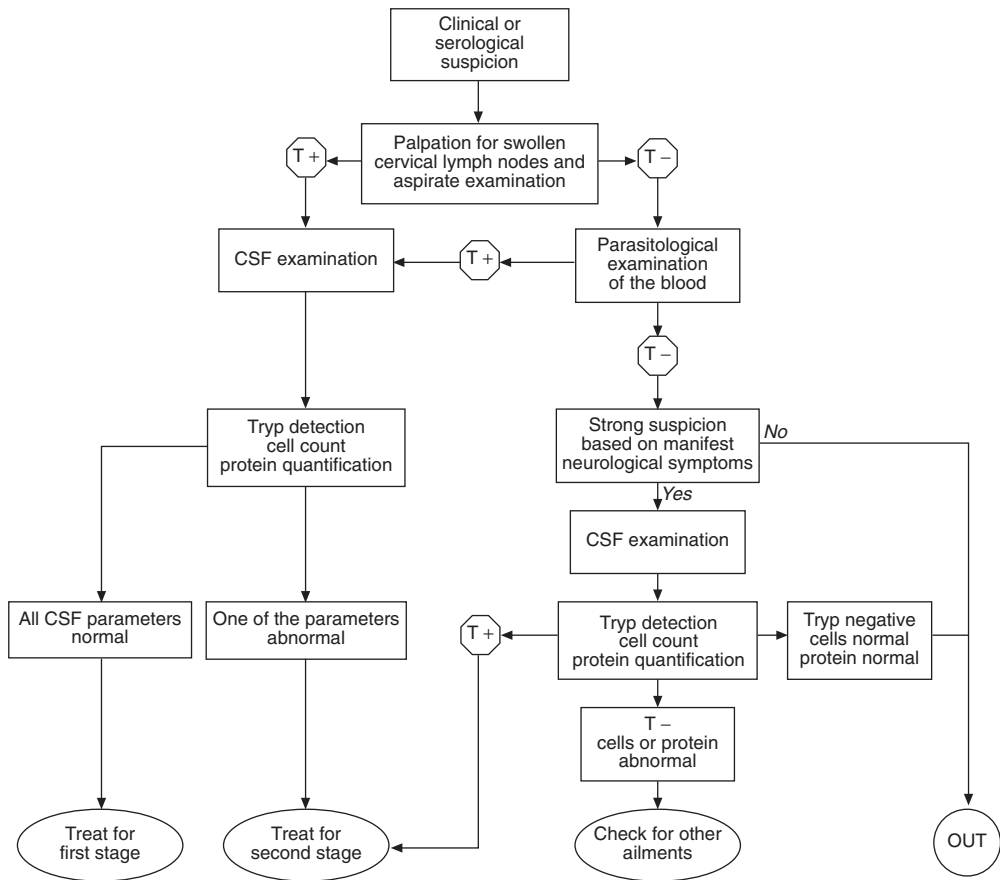 Clinical or
serological
suspicion
T +
Palpation for swollen
cervical lymph nodes and
aspirate examination
T –
CSF examination
T +
Parasitological
examination
of the blood
T –
Tryp detection
cell count
protein quantification
Strong suspicion
based on manifest
neurological symptoms
No
Yes
CSF examination
All CSF parameters
normal
One of the parameters
abnormal
T +
Tryp detection
cell count
protein quantification
Tryp negative
cells normal
protein normal
T –
cells or protein
abnormal
Treat for
first stage
Treat for
second stage
Check for other
ailments
OUT